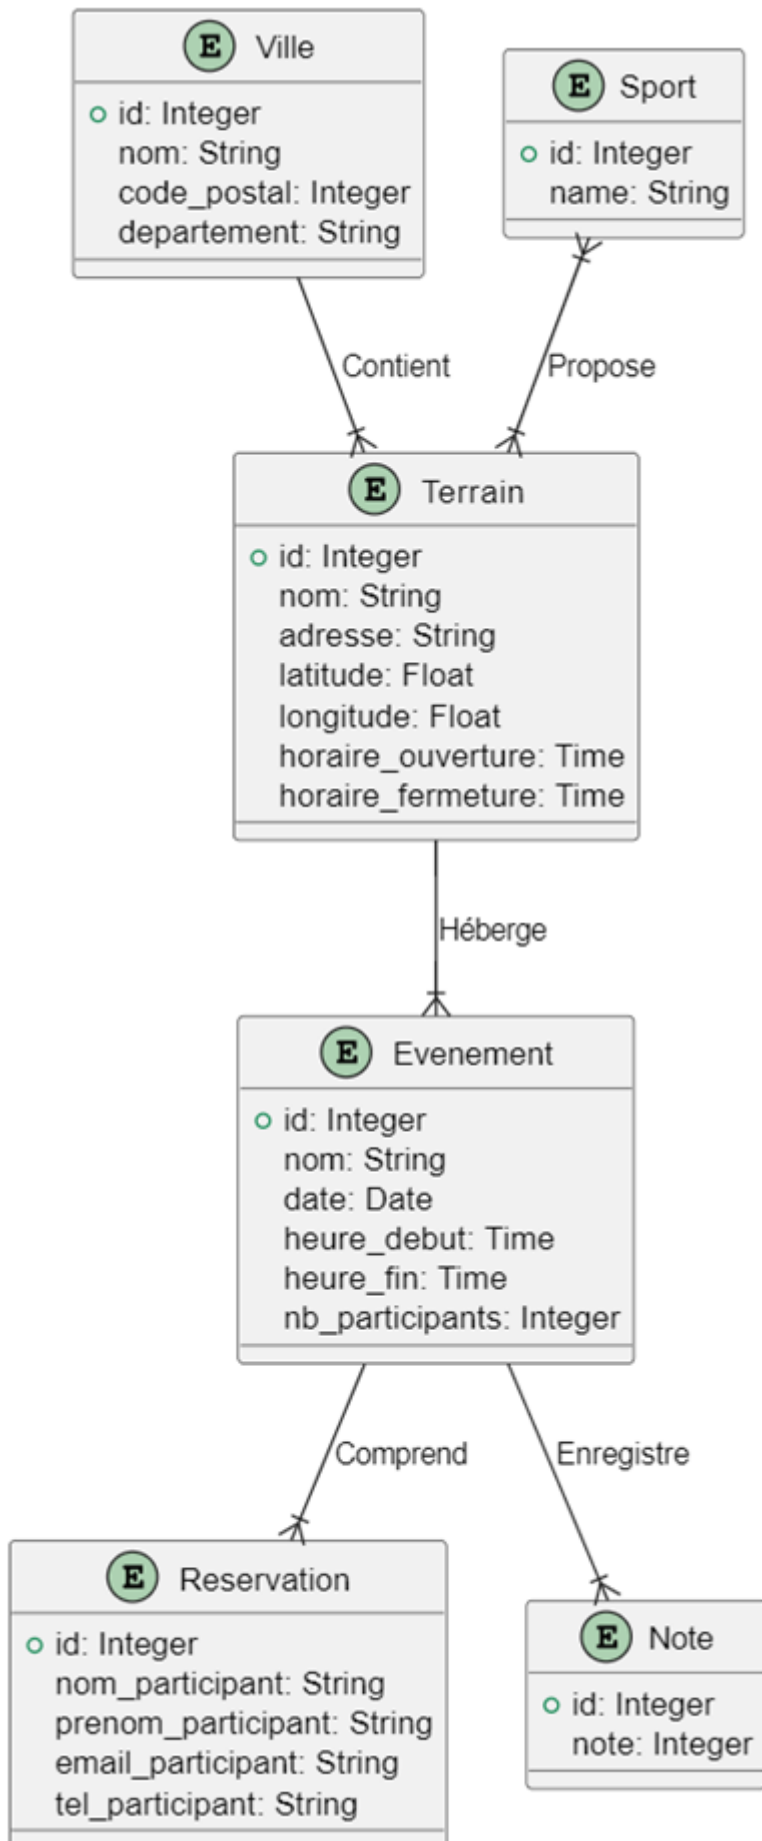 E Ville
id: Integer
nom: String
code_postal: Integer
departement: String
E Sport
id: Integer
name: String
Contient
Propose
E Terrain
id: Integer
nom: String
adresse: String
latitude: Float
longitude: Float
horaire_ouverture: Time
horaire_fermeture: Time
Héberge
E Evenement
id: Integer
nom: String
date: Date
heure_debut: Time
heure_fin: Time
nb_participants: Integer
Comprend
Enregistre
E Reservation
id: Integer
nom_participant: String
prenom_participant: String
email_participant: String
tel_participant: String
E Note
id: Integer
note: Integer